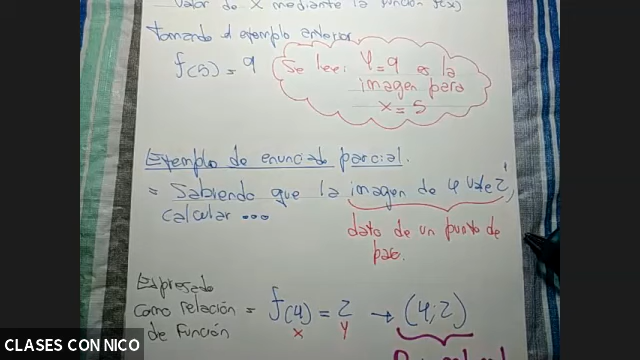 valor de x mediante la función f(x)
Tomando el ejemplo anterior
f(5) = 9
Se lee: y = 9 es la
imagen para
x = 5
Ejemplo de enunciado parcial.
= Sabiendo que la imagen de 4 vale 2,
calcular ...
dato de un punto de
paso.
Expresado
como relación = f(4) = 2 → (4;2)
de función
x y
CLASES CON NICO